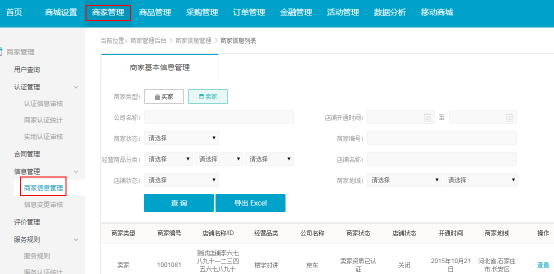 首页 商城设置 商家管理 商品管理 采购管理 订单管理 金融管理 活动管理 数据分析 移动商城
商家管理
用户查询
认证管理
认证信息审核
商家认证统计
实地认证审核
合同管理
信息管理
商家信息管理
信息变更审核
评价管理
服务规则
服务规则
服务认证统计
当前位置: 商家管理后台 > 商家信息管理 > 商家信息列表
商家基本信息管理
商家类型: 买家 卖家
公司名称: 店铺开通时间: 至
商家状态: 请选择 商家编号:
经营商品分类: 请选择 请选择 请选择 店铺名称:
店铺状态: 请选择 商家地域: 请选择 请选择
查 询 导出 Excel
商家类型 商家编号 店铺名称ID 经营品类 公司名称 商家状态 店铺状态 开通时间 商家地域 操作
卖家 1001081 测试店铺李六七八九十一二三四五六七八九十 楼宇对讲 京东 卖家资质已认证 关闭 2015年10月21日 河北省,石家庄市,长安区 查看